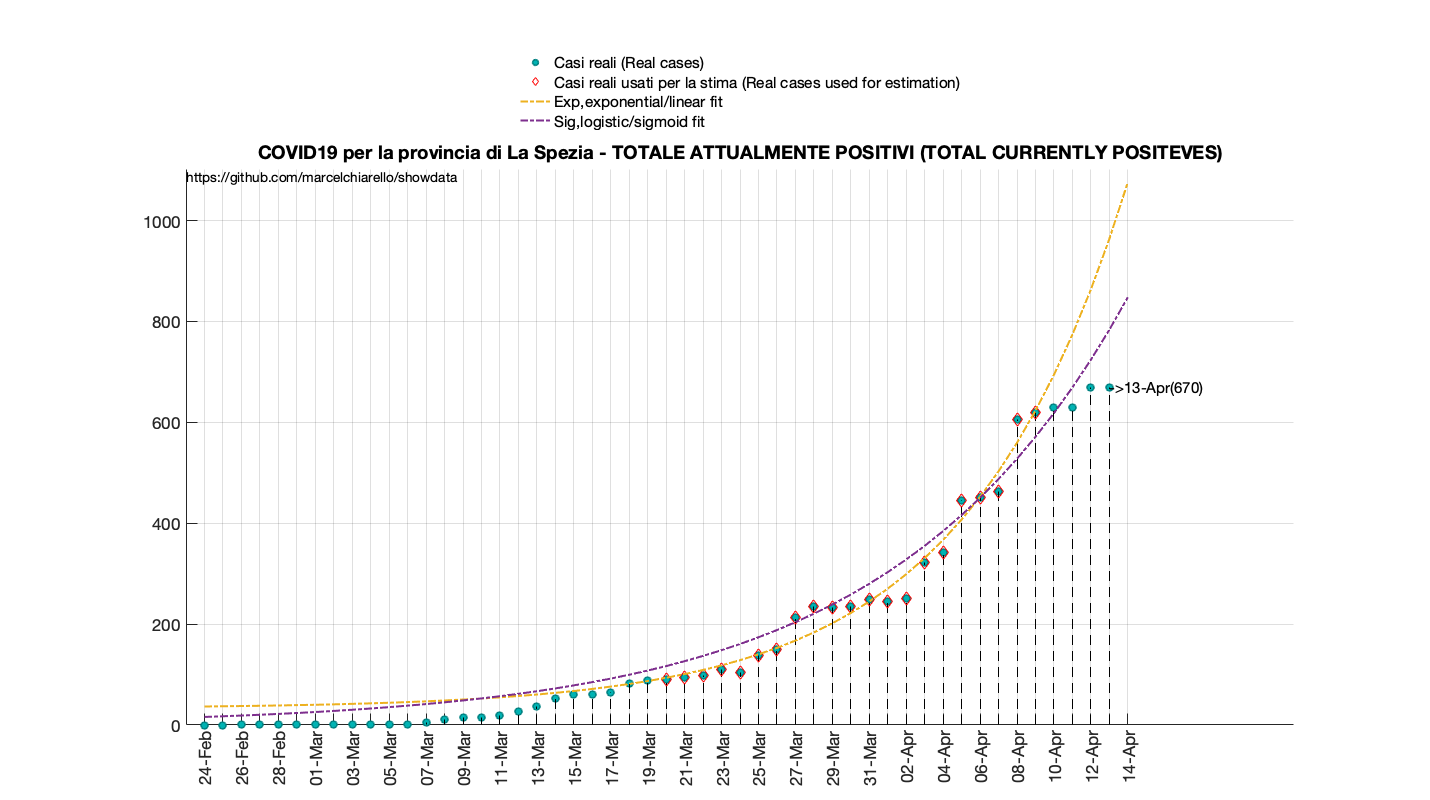 Casi reali (Real cases)
Casi reali usati per la stima (Real cases used for estimation)
Exp,exponential/linear fit
Sig,logistic/sigmoid fit
COVID19 per la provincia di La Spezia - TOTALE ATTUALMENTE POSITIVI (TOTAL CURRENTLY POSITEVES)
https://github.com/marcelchiarello/showdata
1000
800
>13-Apr(670)
600
400
200
0
24-Feb
26-Feb
28-Feb
01-Mar
03-Mar
05-Mar
07-Mar
09-Mar
11-Mar
13-Mar
15-Mar
17-Mar
19-Mar
21-Mar
23-Mar
25-Mar
27-Mar
29-Mar
31-Mar
02-Apr
04-Apr
06-Apr
08-Apr
10-Apr
12-Apr
14-Apr